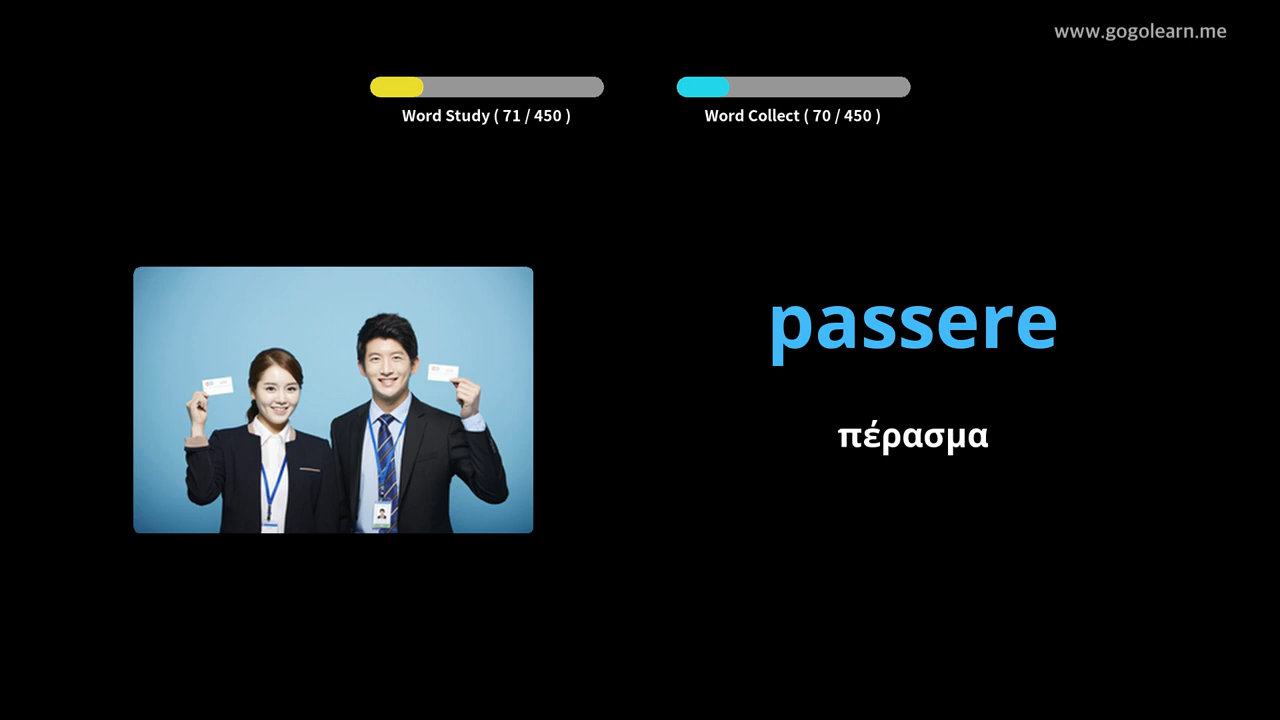 www.gogolearn.me
Word Study ( 71 / 450 )
Word Collect ( 70 / 450 )
passere
πέρασμα